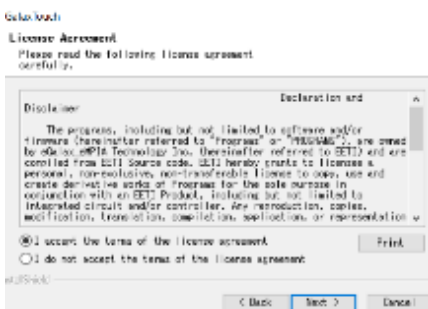 GalaxTouch
License Agreement
Please read the following license agreement
carefully.
Declaration and
Disclaimer
The programs, including but not limited to software and/or
firmware (hereinafter referred to "Programs" or "PROGRAMS"), are owned
by eGalax_eMPIA Technology Inc. (hereinafter referred to EETI) and are
compiled from EETI Source code. EETI hereby grants to licensee a
personal, non-exclusive, non-transferable license to copy, use and
create derivative works of Programs for the sole purpose in
conjunction with an EETI Product, including but not limited to
integrated circuit and/or controller. Any reproduction, copies,
modification, translation, compilation, application, or representation
I accept the terms of the license agreement
Print
I do not accept the terms of the license agreement
InstallShield
< Back
Next >
Cancel